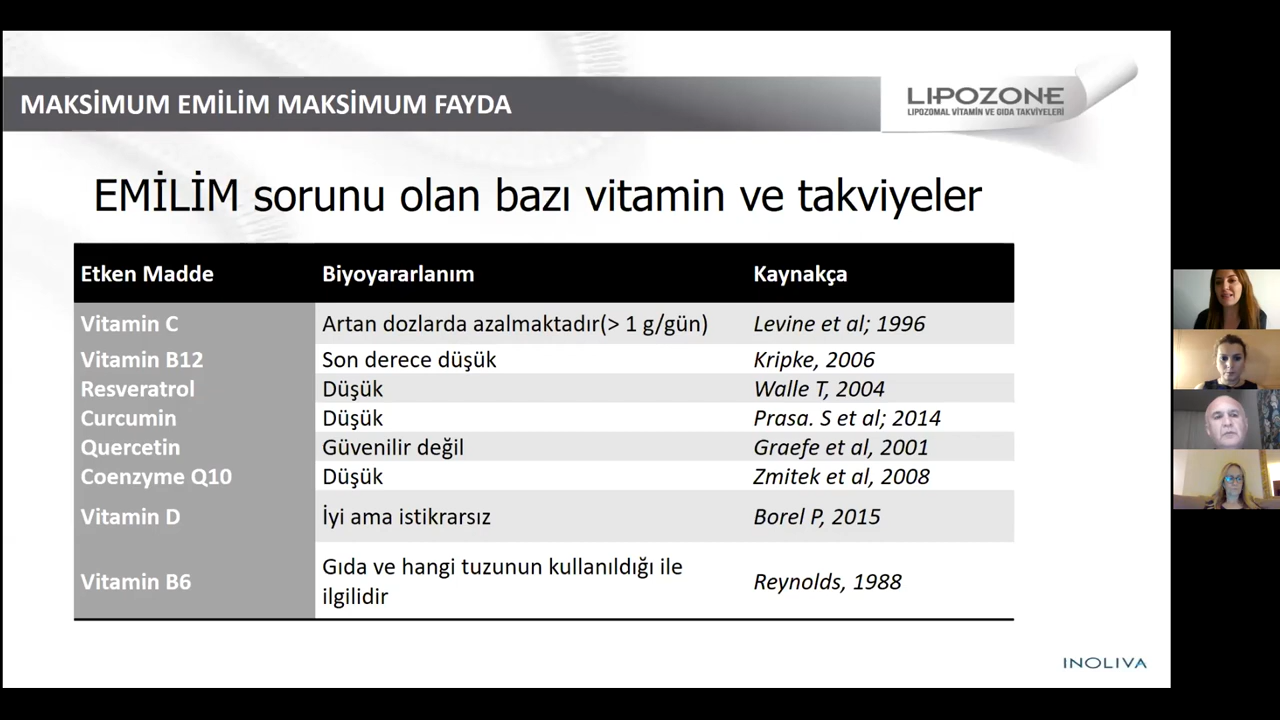 MAKSİMUM EMİLİM MAKSİMUM FAYDA
LIPOZONE
LIPOZOMAL VİTAMİN VE GIDA TAKVİYELERİ
EMİLİM sorunu olan bazı vitamin ve takviyeler
Etken Madde Biyoyararlanım Kaynakça
Vitamin C Artan dozlarda azalmaktadır(> 1 g/gün) Levine et al; 1996
Vitamin B12 Son derece düşük Kripke, 2006
Resveratrol Düşük Walle T, 2004
Curcumin Düşük Prasa. S et al; 2014
Quercetin Güvenilir değil Graefe et al, 2001
Coenzyme Q10 Düşük Zmitek et al, 2008
Vitamin D İyi ama istikrarsız Borel P, 2015
Vitamin B6 Gıda ve hangi tuzunun kullanıldığı ile
ilgilidir Reynolds, 1988
INOLIVA